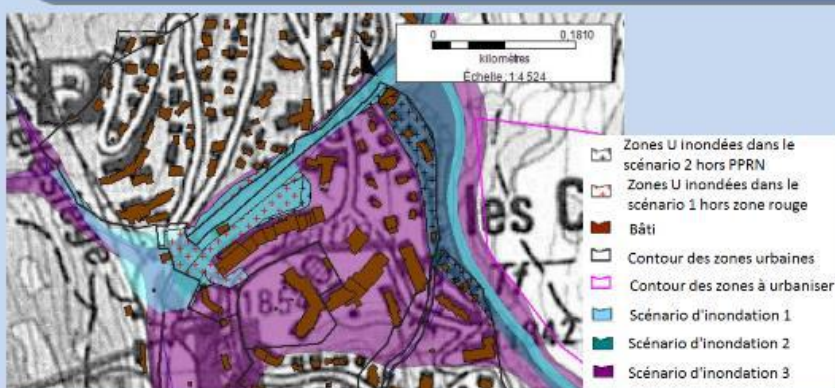 0 0,1810
kilomètres
Échelle : 1:4 524
Zones U inondées dans le
scénario 2 hors PPRN
Zones U inondées dans le
scénario 1 hors zone rouge
Bâti
Contour des zones urbaines
Contour des zones à urbaniser
Scénario d'inondation 1
Scénario d'inondation 2
Scénario d'inondation 3
les C
1854
1842